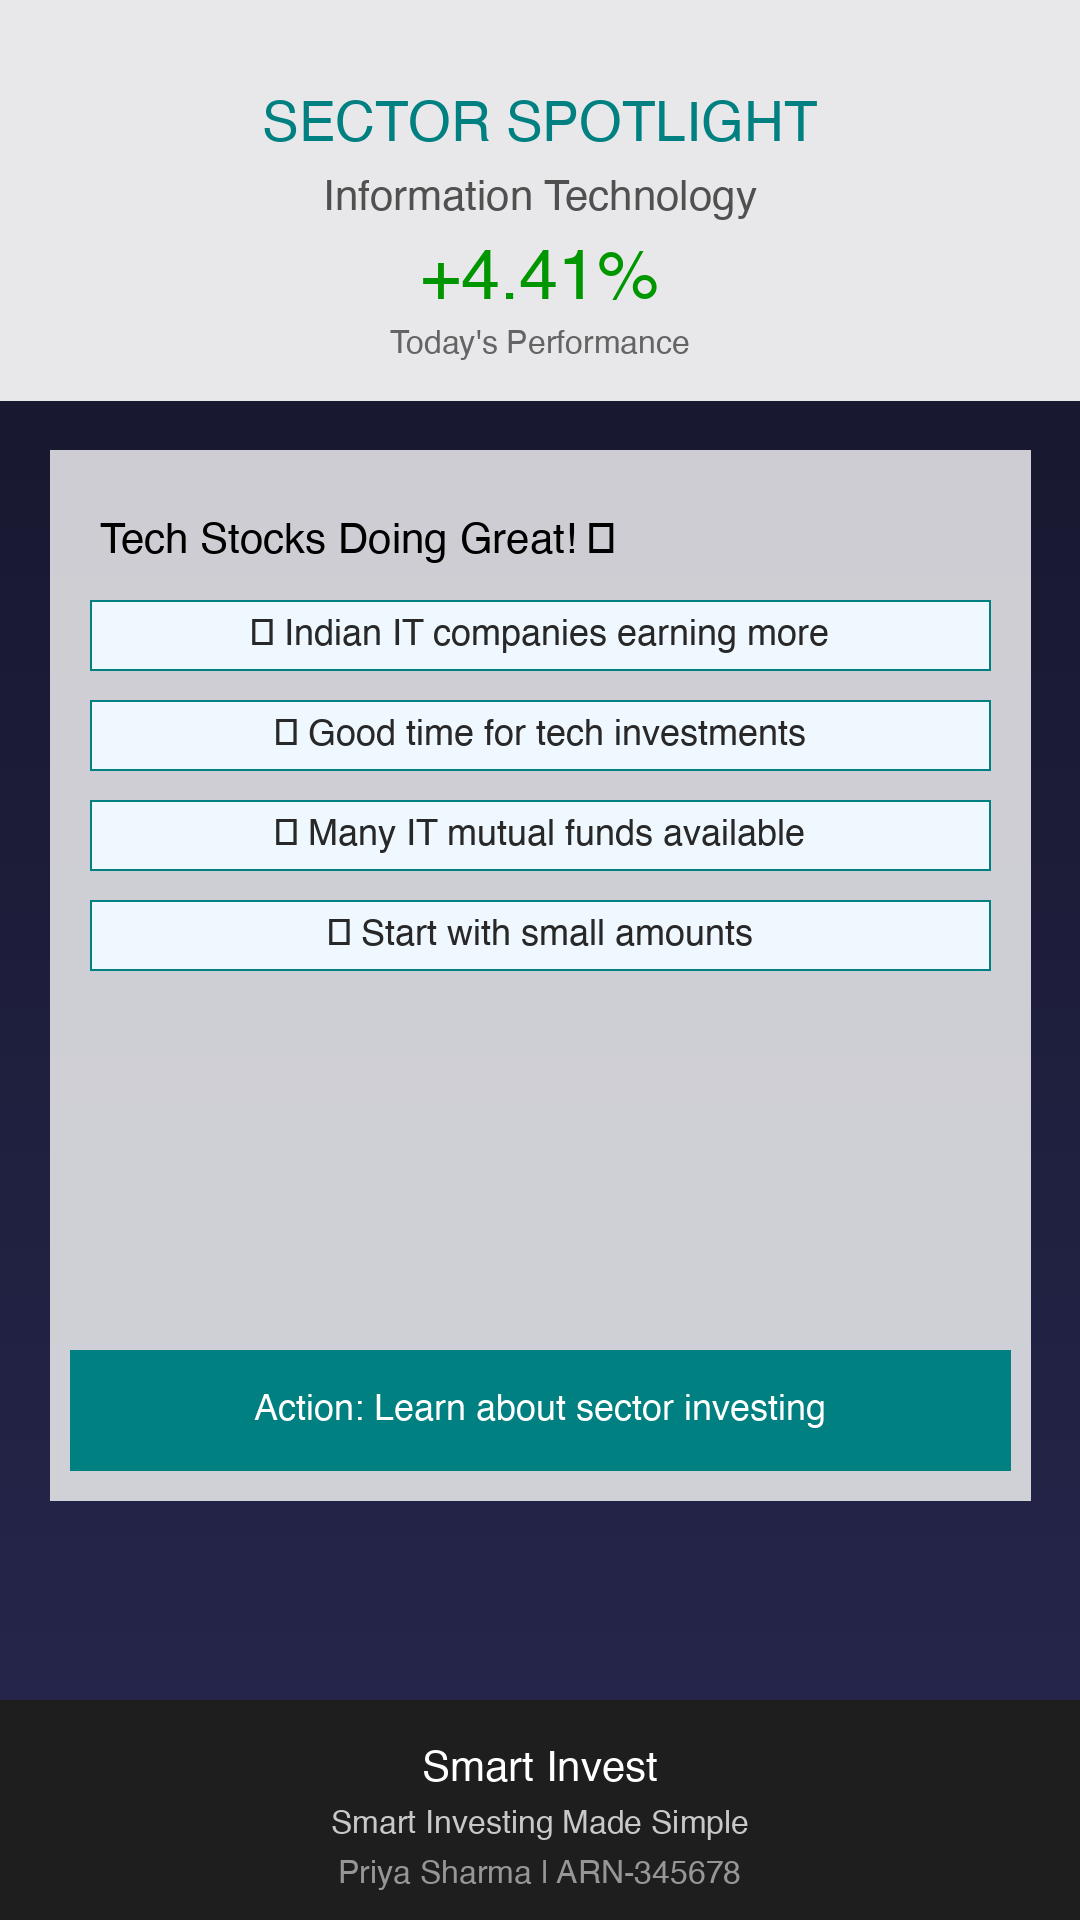 SECTOR SPOTLIGHT
Information Technology
+4.41%
Today's Performance
Tech Stocks Doing Great! 
Indian IT companies earning more
Good time for tech investments
Many IT mutual funds available
Start with small amounts
Action: Learn about sector investing
Smart Invest
Smart Investing Made Simple
Priya Sharma | ARN-345678